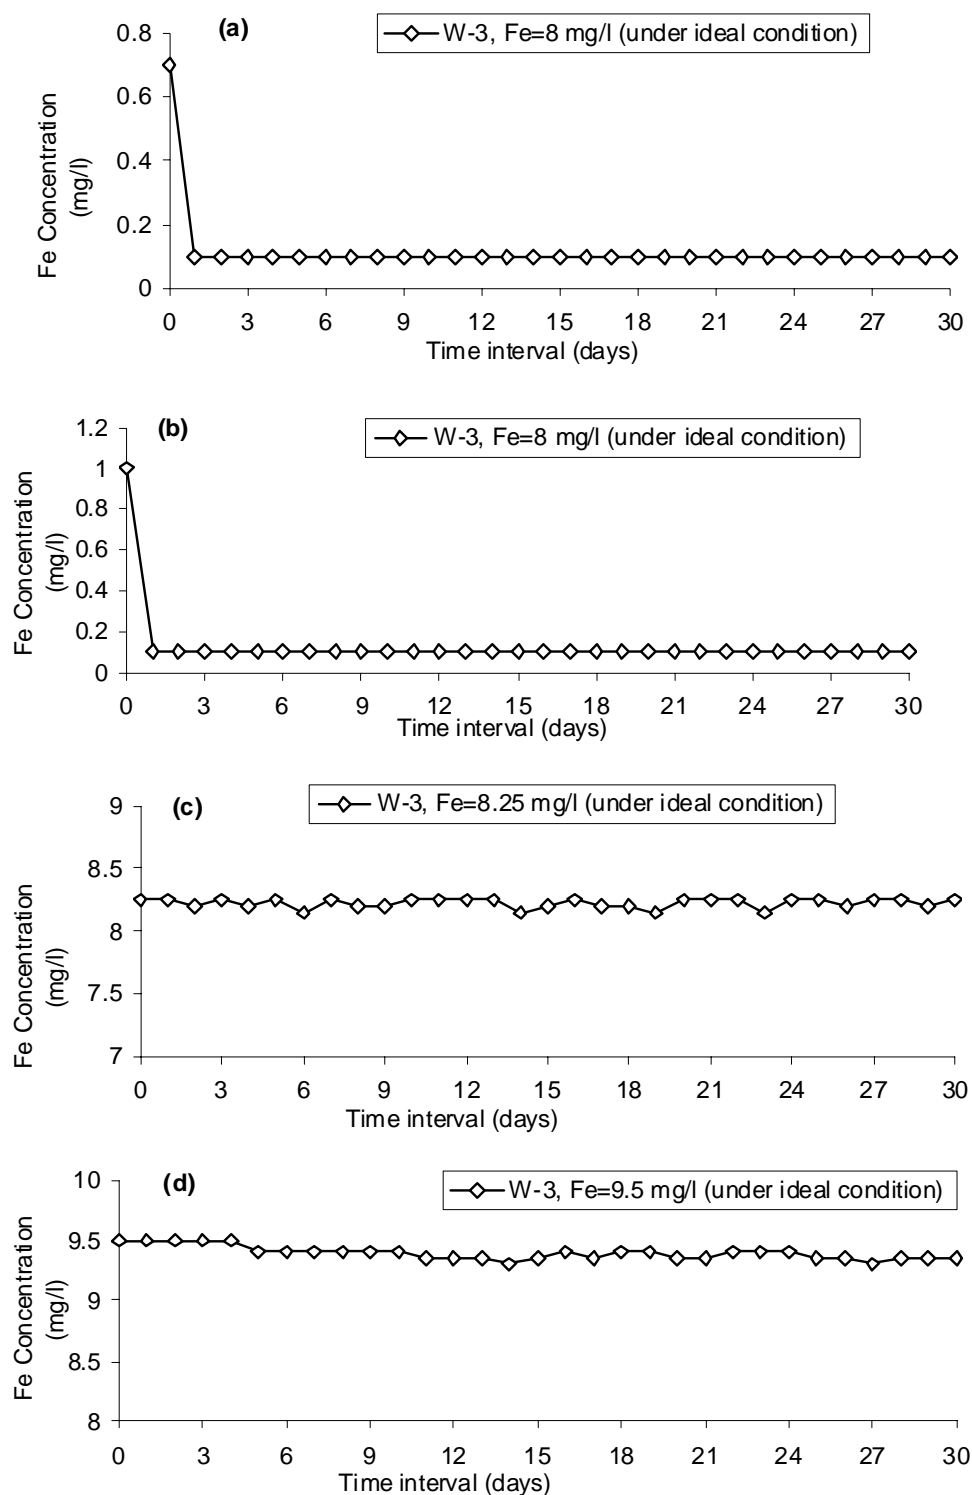 (a)
W-3, Fe=8 mg/l (under ideal condition)
Fe Concentration
(mg/l)
0.8
0.6
0.4
0.2
0
0 3 6 9 12 15 18 21 24 27 30
Time interval (days)
(b)
W-3, Fe=8 mg/l (under ideal condition)
Fe Concentration
(mg/l)
1.2
1
0.8
0.6
0.4
0.2
0
0 3 6 9 12 15 18 21 24 27 30
Time interval (days)
(c)
W-3, Fe=8.25 mg/l (under ideal condition)
Fe Concentration
(mg/l)
9
8.5
8
7.5
7
0 3 6 9 12 15 18 21 24 27 30
Time interval (days)
(d)
W-3, Fe=9.5 mg/l (under ideal condition)
Fe Concentration
(mg/l)
10
9.5
9
8.5
8
0 3 6 9 12 15 18 21 24 27 30
Time interval (days)